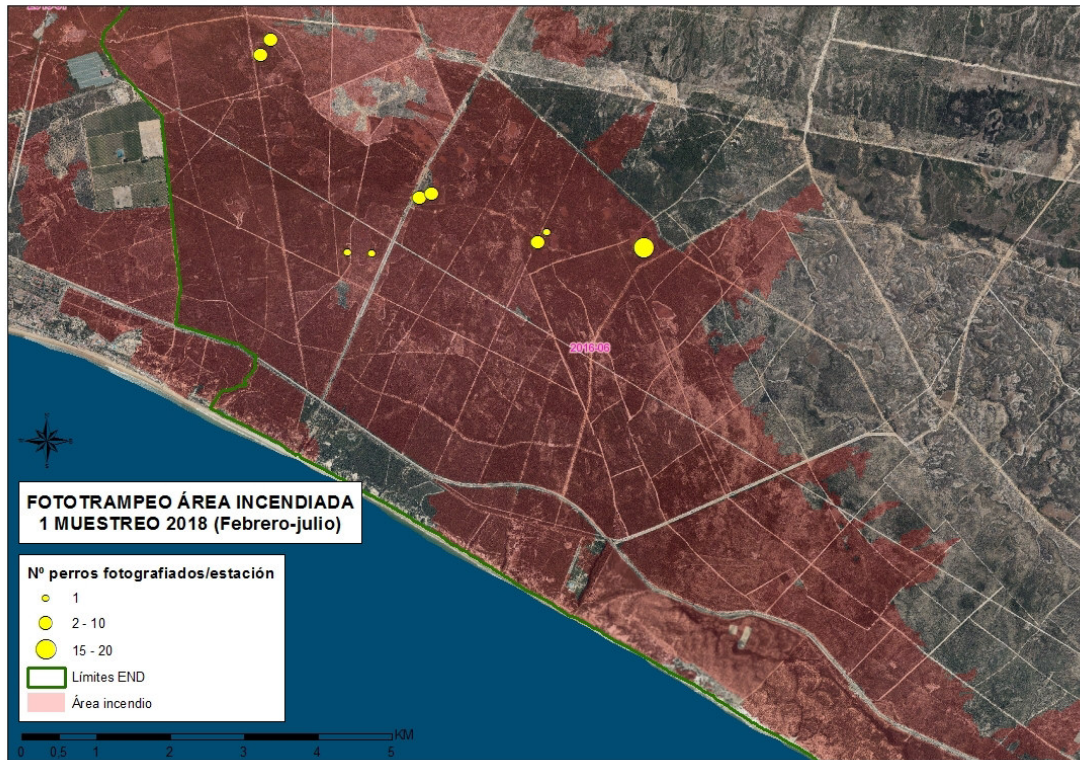 2016-06
FOTOTRAMPEO ÁREA INCENDIADA
1 MUESTREO 2018 (Febrero-julio)
Nº perros fotografiados/estación
1
2 - 10
15 - 20
Límites END
Área incendio
KM
0 0.5 1 2 3 4 5